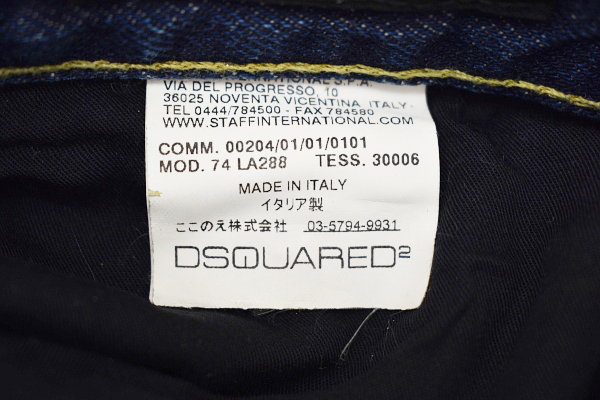 INTERNATIONAL S.P.A.
VIA DEL PROGRESSO, 10
36025 NOVENTA VICENTINA ITALY-
TEL 0444/784500 - FAX 784580
WWW.STAFFINTERNATIONAL.COM
COMM. 00204/01/01/0101
MOD. 74 LA288 TESS. 30006
MADE IN ITALY
イタリア製
ここのえ株式会社 03-5794-9931
DSQUARED²